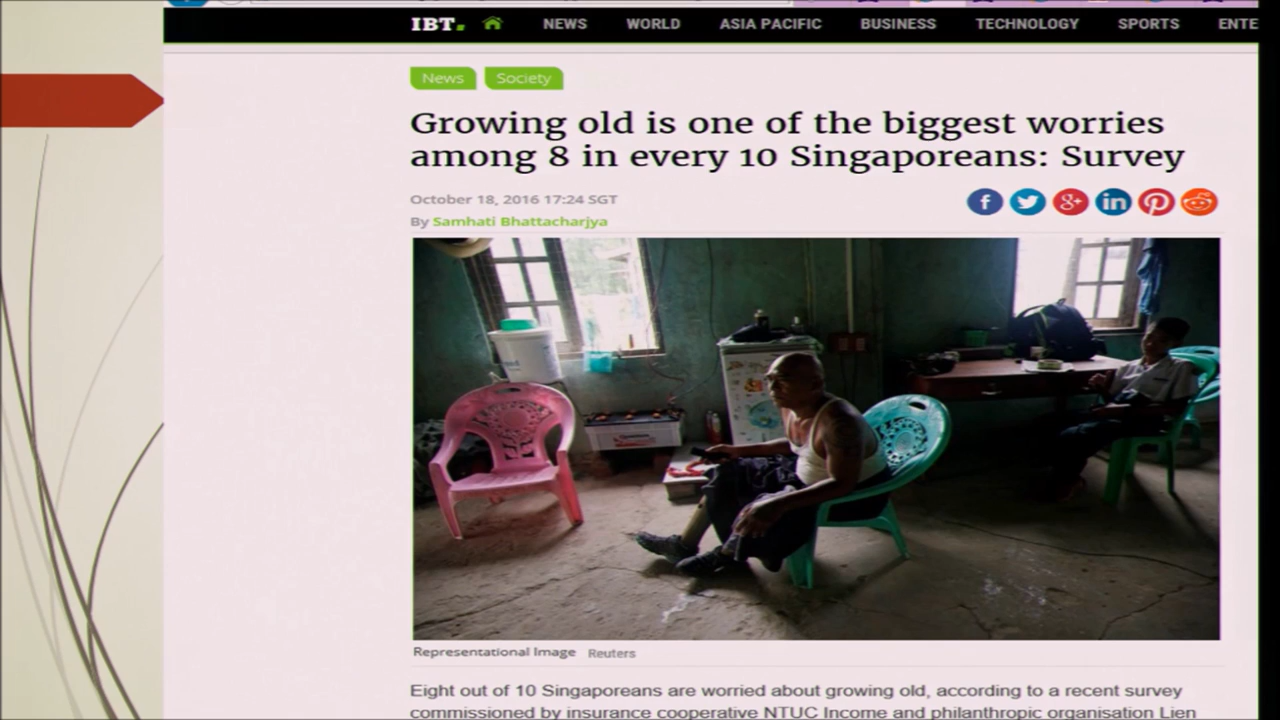 IBT. NEWS WORLD ASIA PACIFIC BUSINESS TECHNOLOGY SPORTS ENTE
News Society
Growing old is one of the biggest worries
among 8 in every 10 Singaporeans: Survey
October 18, 2016 17:24 SGT
By Samhati Bhattacharjya
Representational Image Reuters
Eight out of 10 Singaporeans are worried about growing old, according to a recent survey
commissioned by insurance cooperative NTUC Income and philanthropic organisation Lien